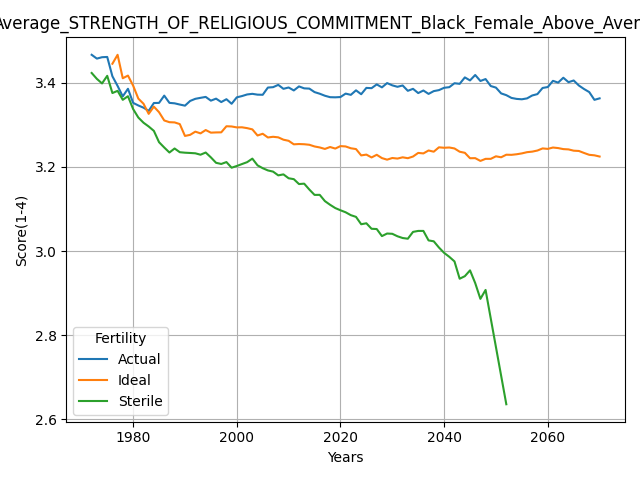 Average_STRENGTH_OF_RELIGIOUS_COMMITMENT_Black_Female_Above_Aver
Score(1-4)
3.4
3.2
3.0
2.8
2.6
Fertility
Actual
Ideal
Sterile
1980 2000 2020 2040 2060
Years